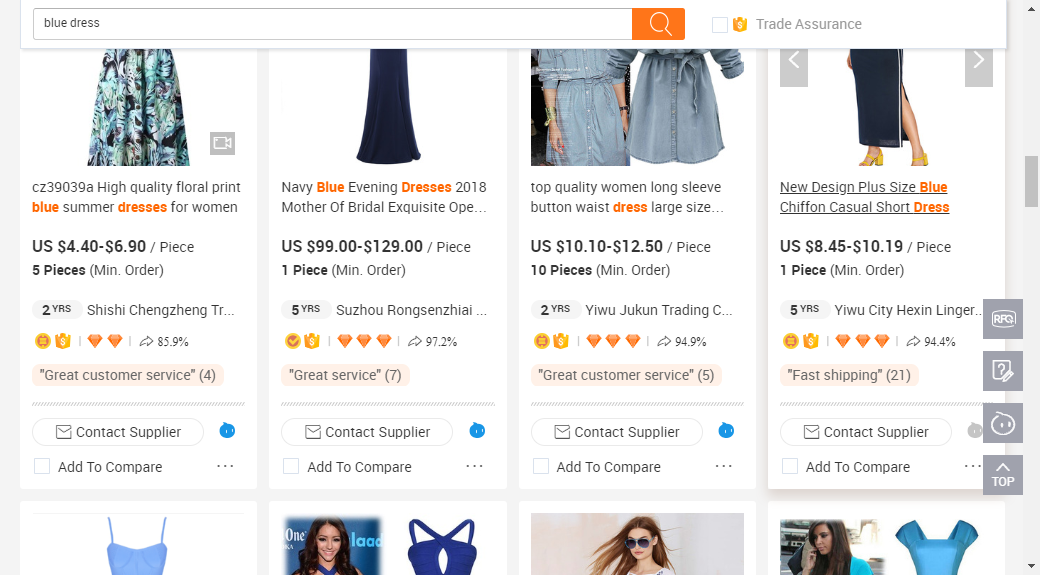 blue dress
Trade Assurance
cz39039a High quality floral print
blue summer dresses for women
US $4.40-$6.90 / Piece
5 Pieces (Min. Order)
2 YRS Shishi Chengzheng Tr...
85.9%
"Great customer service" (4)
Contact Supplier
Add To Compare
Navy Blue Evening Dresses 2018
Mother Of Bridal Exquisite Ope...
US $99.00-$129.00 / Piece
1 Piece (Min. Order)
5 YRS Suzhou Rongsenzhiai ...
97.2%
"Great service" (7)
Contact Supplier
Add To Compare
top quality women long sleeve
button waist dress large size...
US $10.10-$12.50 / Piece
10 Pieces (Min. Order)
2 YRS Yiwu Jukun Trading C...
94.9%
"Great customer service" (5)
Contact Supplier
Add To Compare
New Design Plus Size Blue
Chiffon Casual Short Dress
US $8.45-$10.19 / Piece
1 Piece (Min. Order)
5 YRS Yiwu City Hexin Linger...
94.4%
"Fast shipping" (21)
Contact Supplier
Add To Compare
RFQ
TOP